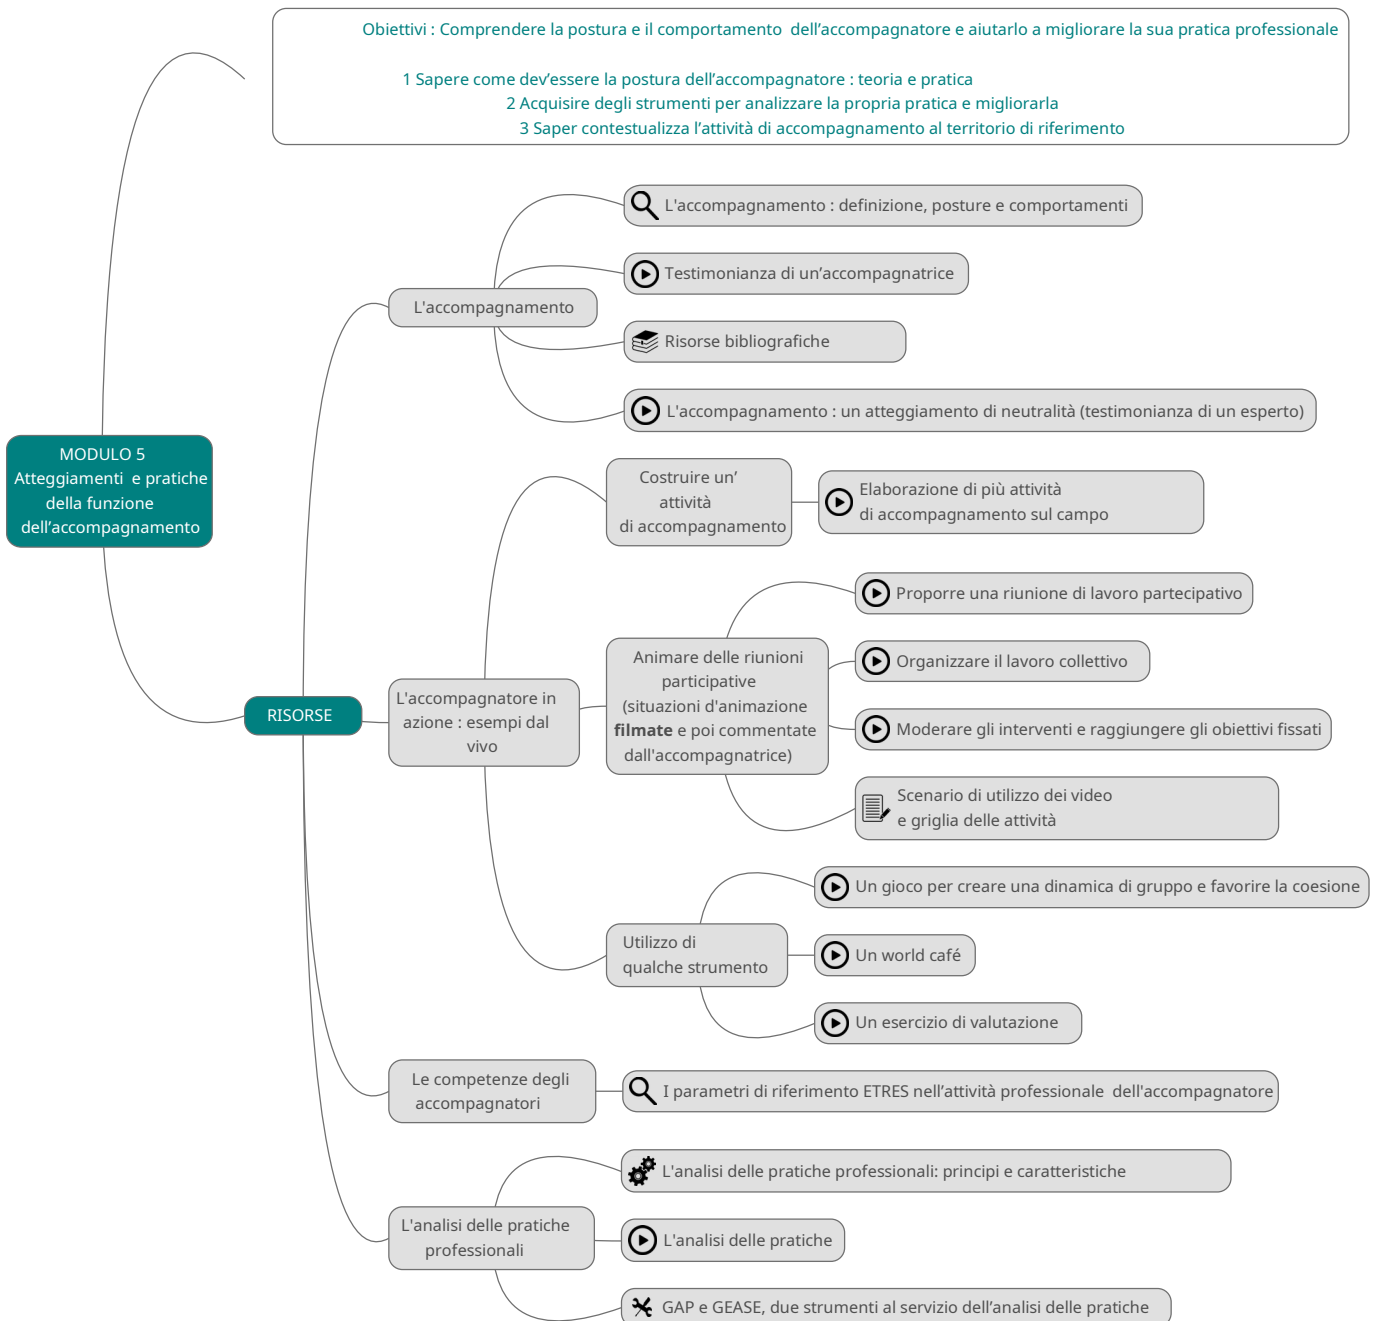 Obiettivi : Comprendere la postura e il comportamento  dell’accompagnatore e aiutarlo a migliorare la sua pratica professionale
1 Sapere come dev’essere la postura dell’accompagnatore : teoria e pratica
2 Acquisire degli strumenti per analizzare la propria pratica e migliorarla
3 Saper contestualizza l’attività di accompagnamento al territorio di riferimento
MODULO 5
Atteggiamenti  e pratiche
della funzione
dell’accompagnamento
RISORSE
L'accompagnamento
L'accompagnamento : definizione, posture e comportamenti
Testimonianza di un’accompagnatrice
Risorse bibliografiche
L'accompagnamento : un atteggiamento di neutralità (testimonianza di un esperto)
L'accompagnatore in
azione : esempi dal
vivo
Costruire un’
attività
di accompagnamento
Elaborazione di più attività
di accompagnamento sul campo
Animare delle riunioni
participative
(situazioni d'animazione
filmate e poi commentate
dall'accompagnatrice)
Proporre una riunione di lavoro partecipativo
Organizzare il lavoro collettivo
Moderare gli interventi e raggiungere gli obiettivi fissati
Scenario di utilizzo dei video
e griglia delle attività
Utilizzo di
qualche strumento
Un gioco per creare una dinamica di gruppo e favorire la coesione
Un world café
Un esercizio di valutazione
Le competenze degli
accompagnatori
I parametri di riferimento ETRES nell’attività professionale  dell'accompagnatore
L'analisi delle pratiche
professionali
L'analisi delle pratiche professionali: principi e caratteristiche
L'analisi delle pratiche
GAP e GEASE, due strumenti al servizio dell’analisi delle pratiche